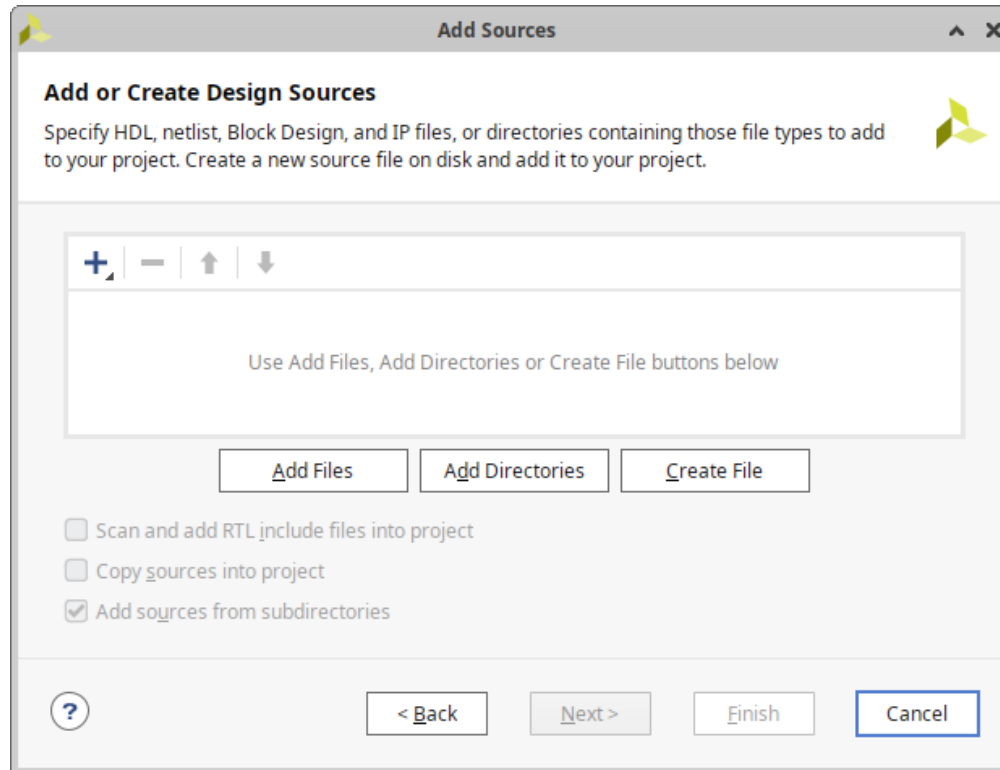 Add Sources
Add or Create Design Sources
Specify HDL, netlist, Block Design, and IP files, or directories containing those file types to add
to your project. Create a new source file on disk and add it to your project.
Use Add Files, Add Directories or Create File buttons below
Add Files
Add Directories
Create File
Scan and add RTL include files into project
Copy sources into project
Add sources from subdirectories
?
< Back
Next >
Finish
Cancel